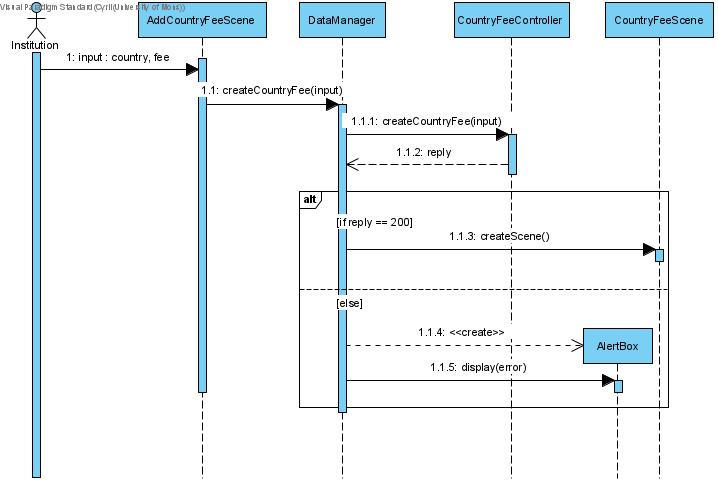 Visual Paradigm Standard (Cyril(University of Mons))
Institution
AddCountryFeeScene
DataManager
CountryFeeController
CountryFeeScene
1: input : country, fee
1.1: createCountryFee(input)
1.1.1: createCountryFee(input)
1.1.2: reply
alt
[if reply == 200]
1.1.3: createScene()
[else]
1.1.4: <<create>>
AlertBox
1.1.5: display(error)